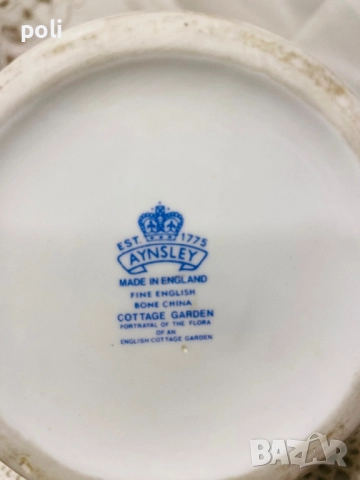 poli
EST. 1775
AYNSLEY
MADE IN ENGLAND
FINE ENGLISH
BONE CHINA
COTTAGE GARDEN
PORTRAYAL OF THE FLORA
OF AN
ENGLISH COTTAGE GARDEN
BAZAR